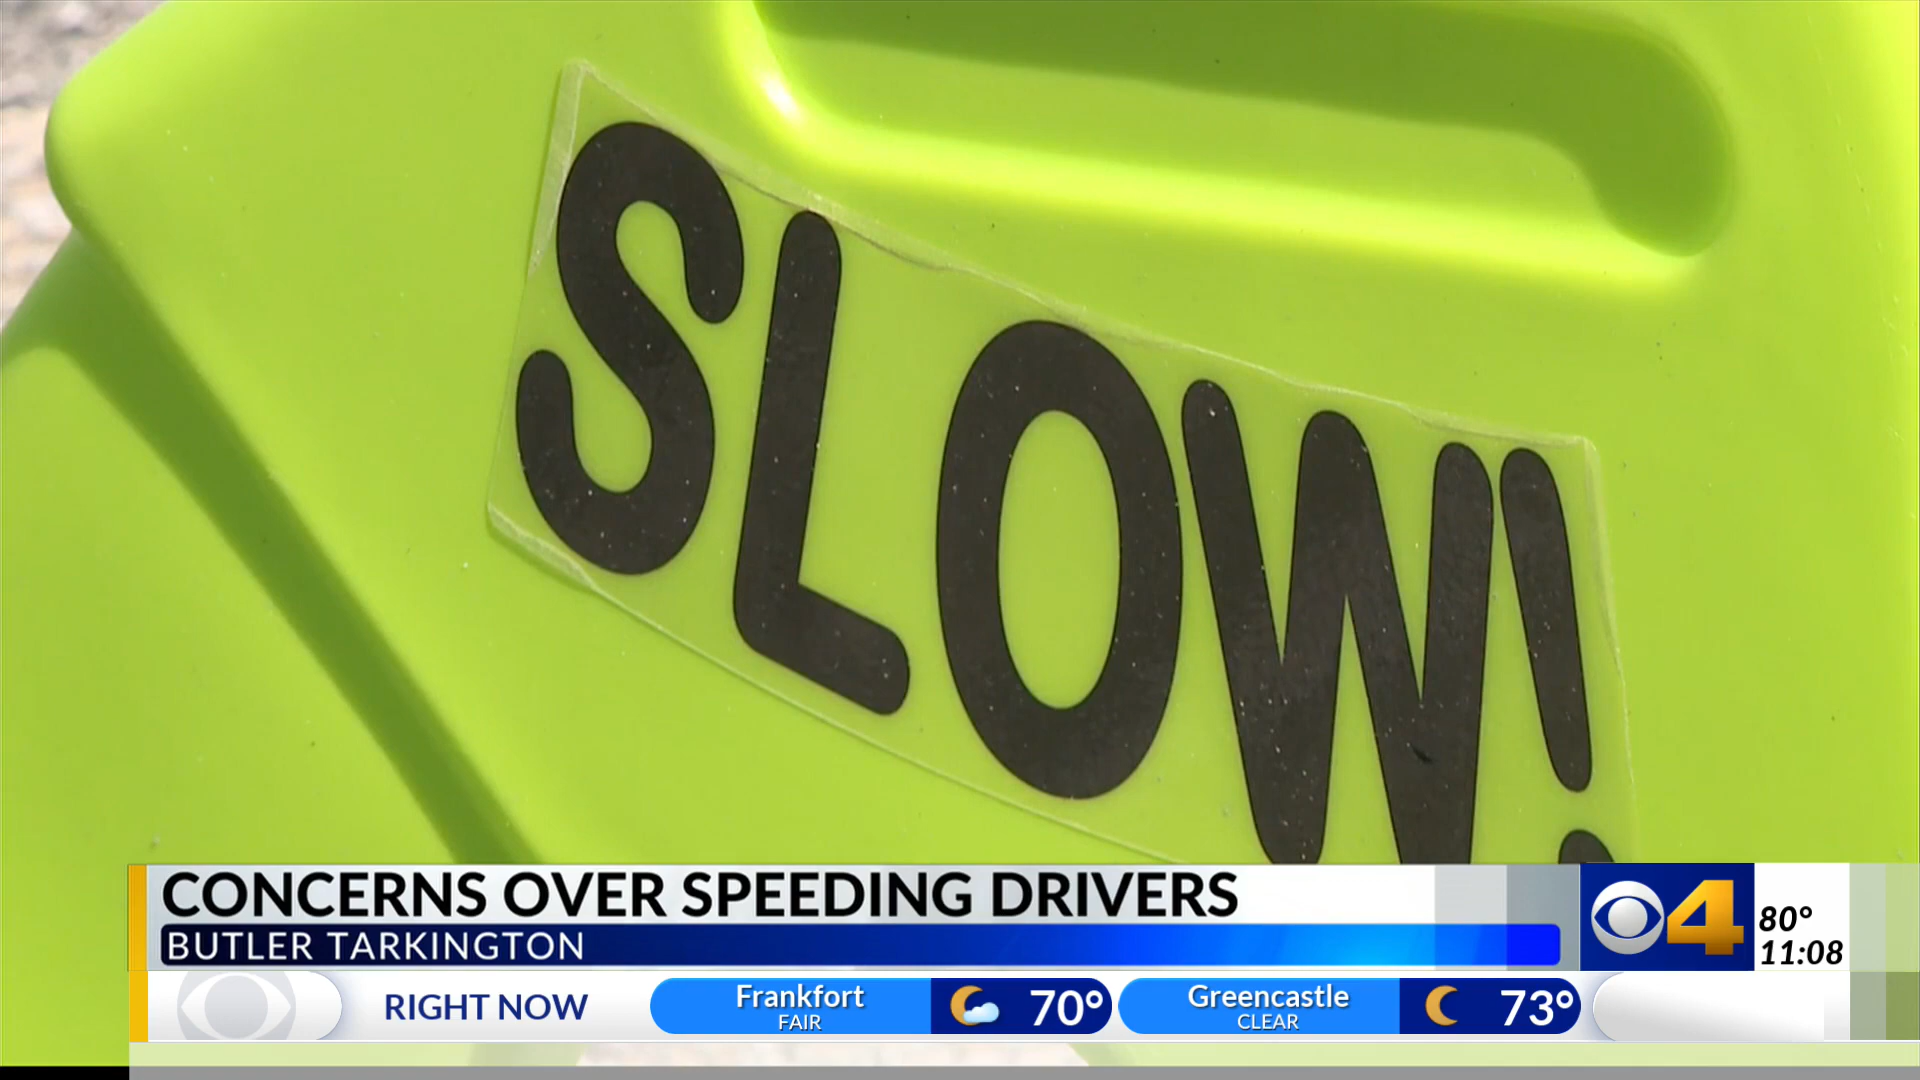 SLOW!
CONCERNS OVER SPEEDING DRIVERS
BUTLER TARKINGTON
4
80°
11:08
RIGHT NOW
Frankfort
FAIR
70°
Greencastle
CLEAR
73°